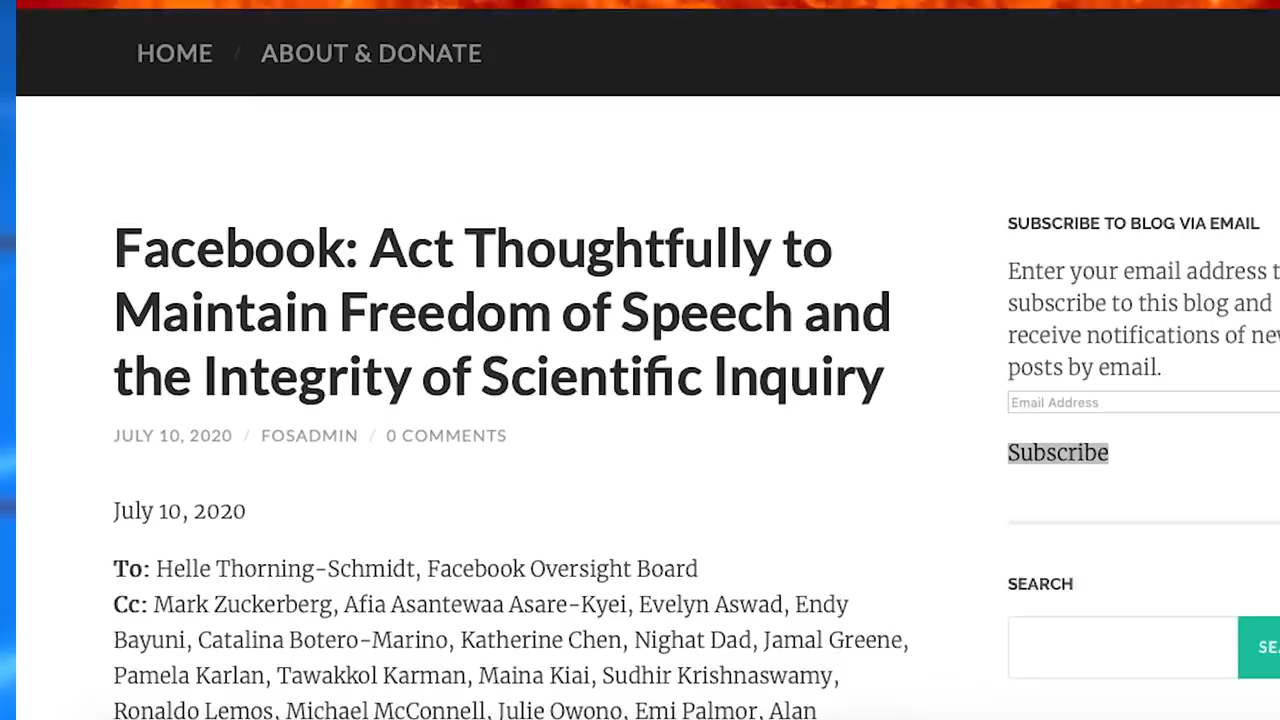 HOME / ABOUT & DONATE
Facebook: Act Thoughtfully to
Maintain Freedom of Speech and
the Integrity of Scientific Inquiry
JULY 10, 2020 / FOSADMIN / 0 COMMENTS
July 10, 2020
To: Helle Thorning-Schmidt, Facebook Oversight Board
Cc: Mark Zuckerberg, Afia Asantewaa Asare-Kyei, Evelyn Aswad, Endy
Bayuni, Catalina Botero-Marino, Katherine Chen, Nighat Dad, Jamal Greene,
Pamela Karlan, Tawakkol Karman, Maina Kiai, Sudhir Krishnaswamy,
Ronaldo Lemos, Michael McConnell, Julie Owono, Emi Palmor, Alan
SUBSCRIBE TO BLOG VIA EMAIL
Enter your email address
subscribe to this blog and
receive notifications of
posts by email.
Email Address
Subscribe
SEARCH